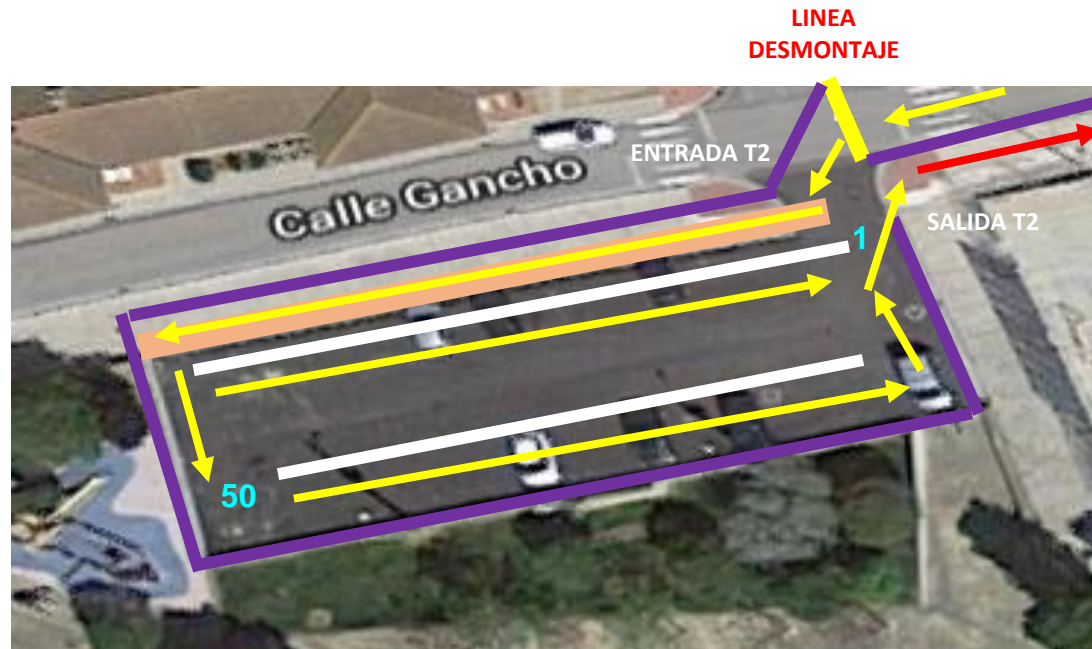 LINEA
DESMONTAJE
ENTRADA T2
Calle Gancho
SALIDA T2
1
50